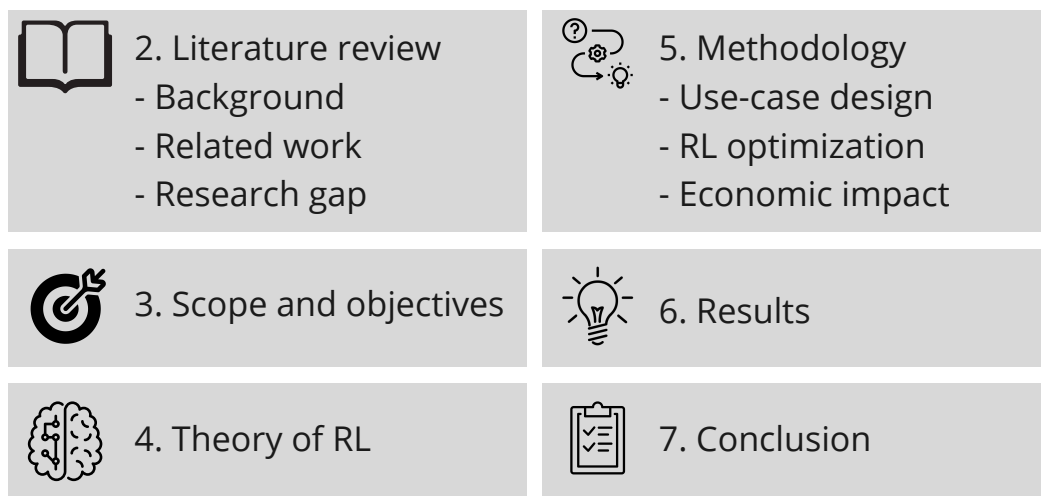 2. Literature review
- Background
- Related work
- Research gap
3. Scope and objectives
4. Theory of RL
5. Methodology
- Use-case design
- RL optimization
- Economic impact
6. Results
7. Conclusion